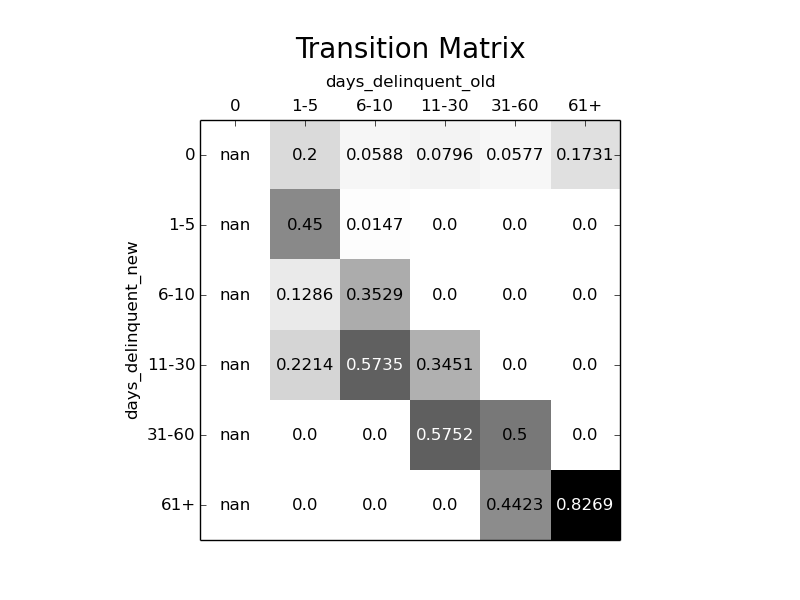 Transition Matrix
days_delinquent_old
0 1-5 6-10 11-30 31-60 61+
days_delinquent_new
0 nan 0.2 0.0588 0.0796 0.0577 0.1731
1-5 nan 0.45 0.0147 0.0 0.0 0.0
6-10 nan 0.1286 0.3529 0.0 0.0 0.0
11-30 nan 0.2214 0.5735 0.3451 0.0 0.0
31-60 nan 0.0 0.0 0.5752 0.5 0.0
61+ nan 0.0 0.0 0.0 0.4423 0.8269